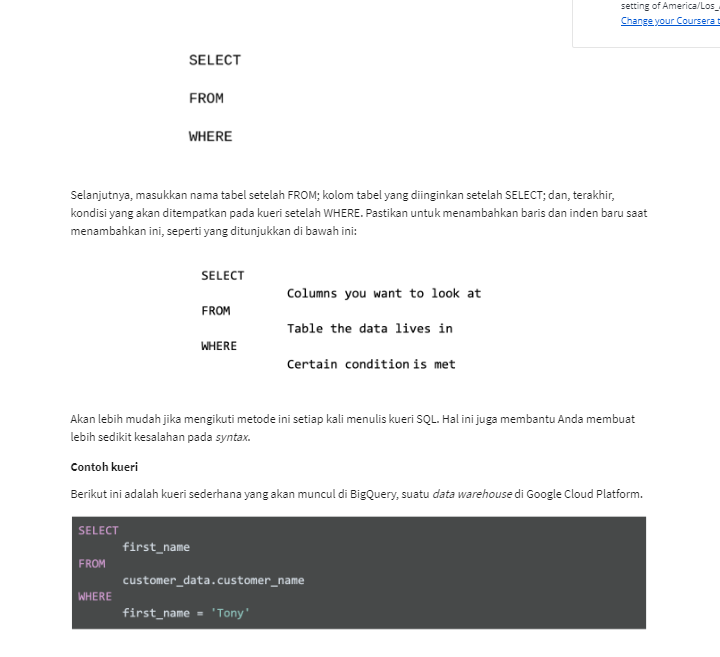 setting of America/Los_
Change your Coursera t
SELECT
FROM
WHERE
Selanjutnya, masukkan nama tabel setelah FROM; kolom tabel yang diinginkan setelah SELECT; dan, terakhir,
kondisi yang akan ditempatkan pada kueri setelah WHERE. Pastikan untuk menambahkan baris dan inden baru saat
menambahkan ini, seperti yang ditunjukkan di bawah ini:
SELECT
Columns you want to look at
FROM
Table the data lives in
WHERE
Certain condition is met
Akan lebih mudah jika mengikuti metode ini setiap kali menulis kueri SQL. Hal ini juga membantu Anda membuat
lebih sedikit kesalahan pada syntax.
Contoh kueri
Berikut ini adalah kueri sederhana yang akan muncul di BigQuery, suatu data warehouse di Google Cloud Platform.
SELECT
first_name
FROM
customer_data.customer_name
WHERE
first_name = 'Tony'